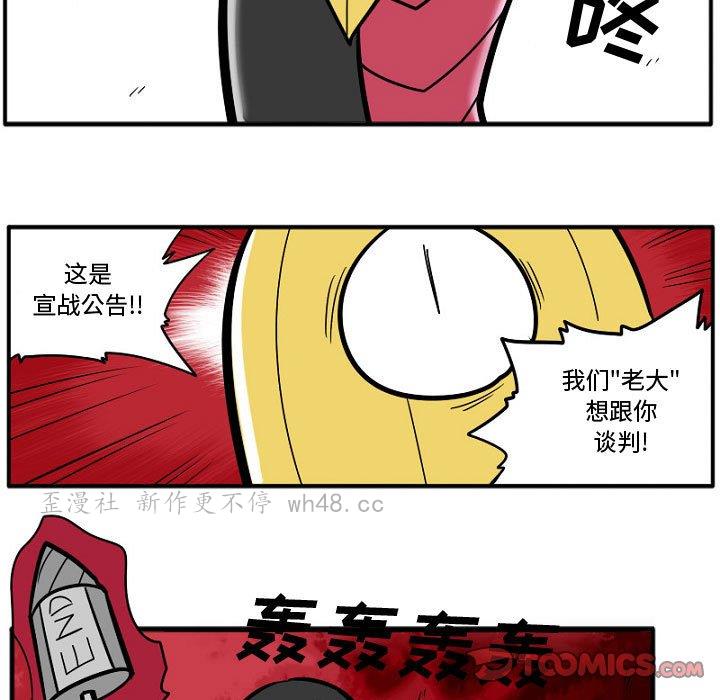 咚
这是
宣战公告!!
我们"老大"
想跟你
谈判!
歪漫社 新作更不停 wh48.cc
END
轰轰轰轰
TOOMICS.COM